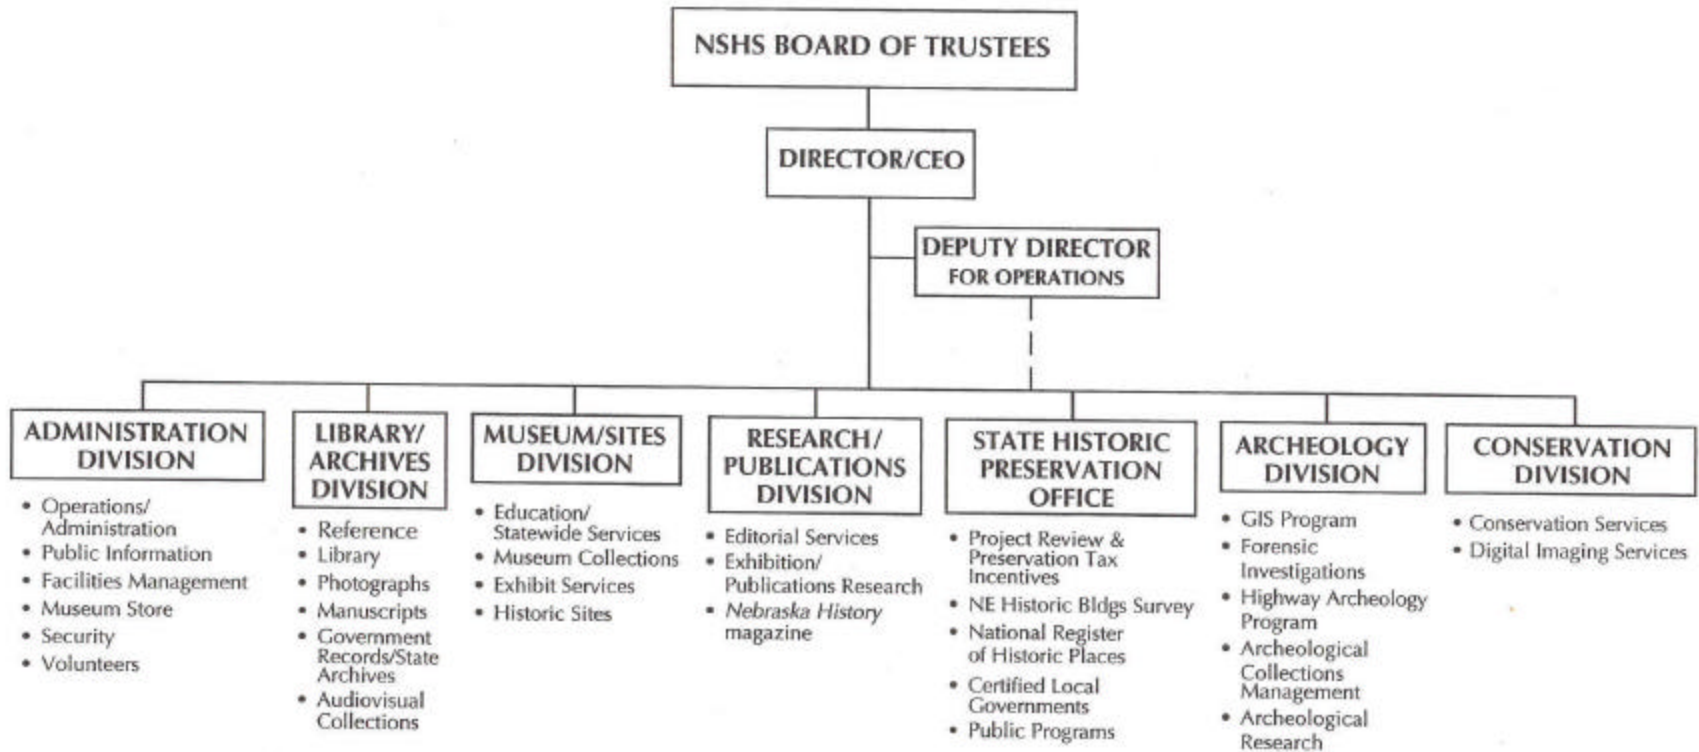 NSHS BOARD OF TRUSTEES
DIRECTOR/CEO
DEPUTY DIRECTOR
FOR OPERATIONS
ADMINISTRATION
DIVISION
• Operations/
Administration
• Public Information
• Facilities Management
• Museum Store
• Security
• Volunteers
LIBRARY/
ARCHIVES
DIVISION
• Reference
• Library
• Photographs
• Manuscripts
• Government
Records/State
Archives
• Audiovisual
Collections
MUSEUM/SITES
DIVISION
• Education/
Statewide Services
• Museum Collections
• Exhibit Services
• Historic Sites
RESEARCH/
PUBLICATIONS
DIVISION
• Editorial Services
• Exhibition/
Publications Research
• Nebraska History
magazine
STATE HISTORIC
PRESERVATION
OFFICE
• Project Review &
Preservation Tax
Incentives
• NE Historic Bldgs Survey
• National Register
of Historic Places
• Certified Local
Governments
• Public Programs
ARCHEOLOGY
DIVISION
• GIS Program
• Forensic
Investigations
• Highway Archeology
Program
• Archeological
Collections
Management
• Archeological
Research
CONSERVATION
DIVISION
• Conservation Services
• Digital Imaging Services